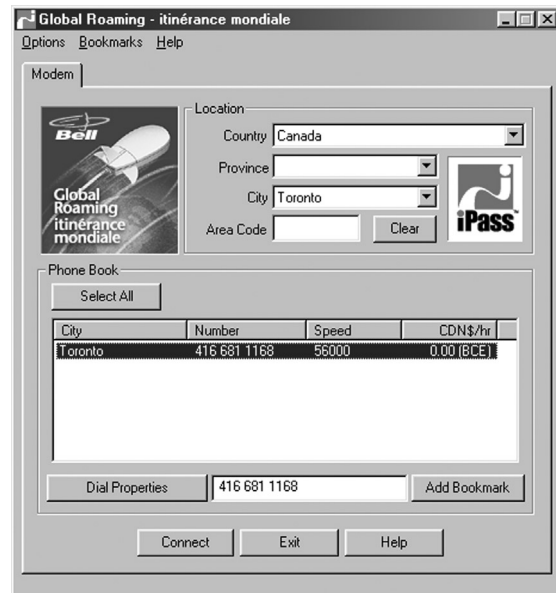 Global Roaming - itinérance mondiale
Options Bookmarks Help
Modem
Bell
Global
Roaming
itinérance
mondiale
Location
Country Canada
Province
City Toronto
Area Code Clear
iPass
Phone Book
Select All
City Number Speed CDN$/hr
Toronto 416 681 1168 56000 0.00 (BCE)
Dial Properties 416 681 1168 Add Bookmark
Connect Exit Help